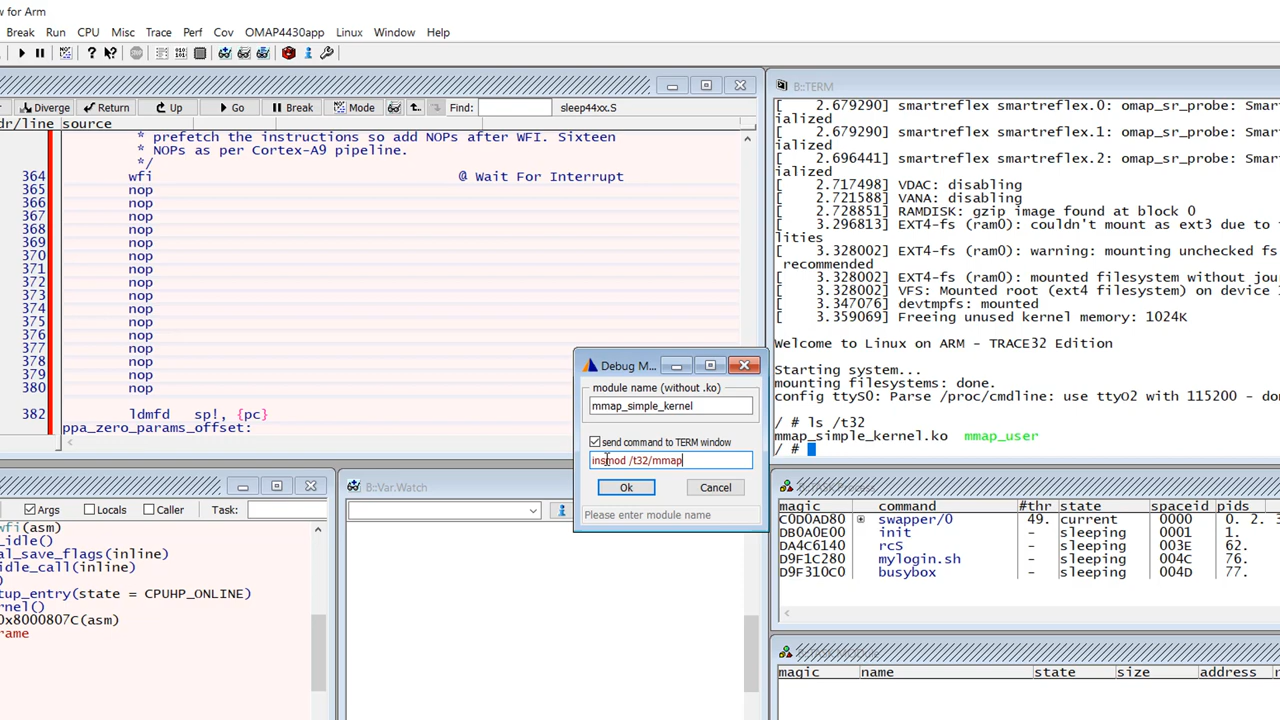 w for Arm
Break Run CPU Misc Trace Perf Cov OMAP4430app Linux Window Help
Diverge Return Up Go Break Mode Find: sleep44xx.S
dr/line source
* prefetch the instructions so add NOPs after WFI. Sixteen
* NOPs as per Cortex-A9 pipeline.
*/
364 wfi @ Wait For Interrupt
365 nop
366 nop
367 nop
368 nop
369 nop
370 nop
371 nop
372 nop
373 nop
374 nop
375 nop
376 nop
377 nop
378 nop
379 nop
380 nop
382 ldmfd sp!, {pc}
ppa_zero_params_offset:
B::TERM
[ 2.679290] smartreflex smartreflex.0: omap_sr_probe: Smar
ialized
[ 2.679290] smartreflex smartreflex.1: omap_sr_probe: Smar
ialized
[ 2.696441] smartreflex smartreflex.2: omap_sr_probe: Smar
ialized
[ 2.717498] VDAC: disabling
[ 2.721588] VANA: disabling
[ 2.728851] RAMDISK: gzip image found at block 0
[ 3.296813] EXT4-fs (ram0): couldn't mount as ext3 due to
lities
[ 3.328002] EXT4-fs (ram0): warning: mounting unchecked fs
recommended
[ 3.328002] EXT4-fs (ram0): mounted filesystem without jou
[ 3.328002] VFS: Mounted root (ext4 filesystem) on device
[ 3.347076] devtmpfs: mounted
[ 3.359069] Freeing unused kernel memory: 1024K
Welcome to Linux on ARM - TRACE32 Edition
Starting system...
mounting filesystems: done.
config ttyS0: Parse /proc/cmdline: use ttyO2 with 115200 - done
/ # ls /t32
mmap_simple_kernel.ko mmap_user
/ #
Debug M...
module name (without .ko)
mmap_simple_kernel
send command to TERM window
insmod /t32/mmap
Ok Cancel
Please enter module name
Args Locals Caller Task:
wfi(asm)
_idle()
al_save_flags(inline)
idle_call(inline)
)
tup_entry(state = CPUHP_ONLINE)
rnel()
0x8000807C(asm)
rame
B::Var.Watch
magic command #thr state spaceid pids
C0D0AD80 swapper/0 49. current 0000 0. 2.
DB0A0E00 init - sleeping 0001 1.
DA4C6140 rcS - sleeping 003E 62.
D9F1C280 mylogin.sh - sleeping 004C 76.
D9F310C0 busybox - sleeping 004D 77.
magic name state size address